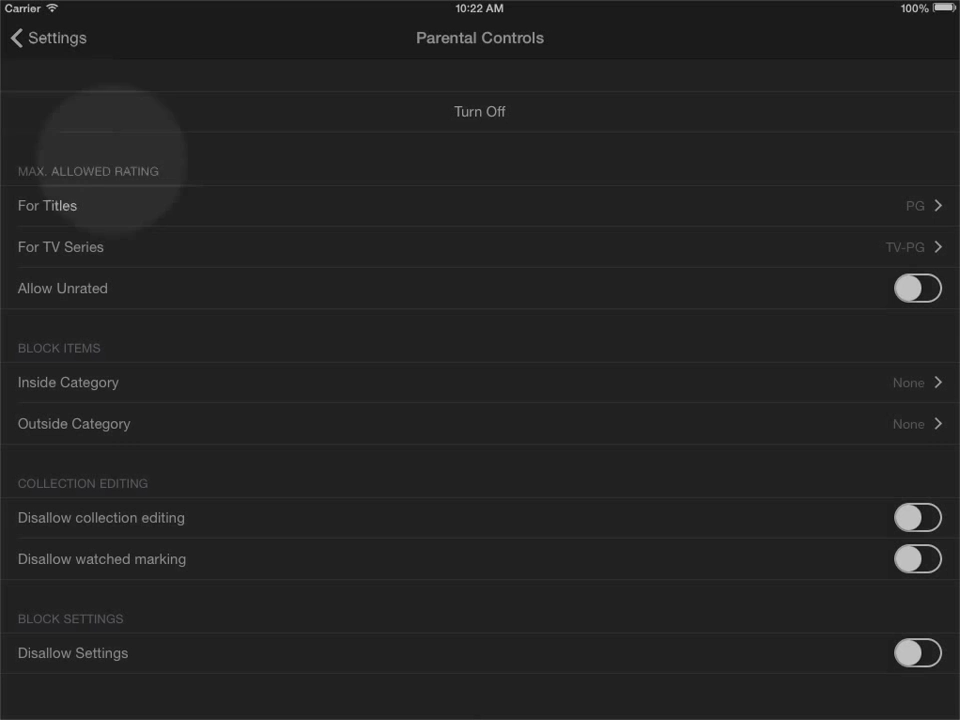 Carrier 10:22 AM 100%
Settings Parental Controls
Turn Off
MAX. ALLOWED RATING
For Titles PG
For TV Series TV-PG
Allow Unrated
BLOCK ITEMS
Inside Category None
Outside Category None
COLLECTION EDITING
Disallow collection editing
Disallow watched marking
BLOCK SETTINGS
Disallow Settings